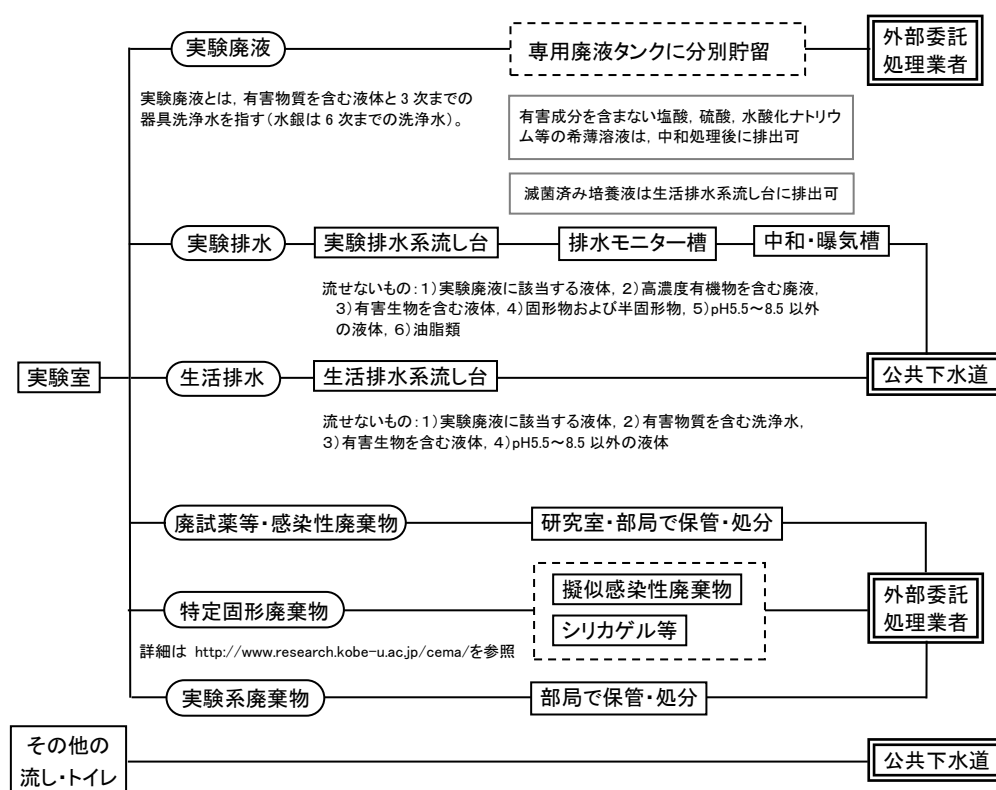 実験廃液
専用廃液タンクに分別貯留
外部委託
処理業者
実験廃液とは，有害物質を含む液体と3次までの
器具洗浄水を指す（水銀は6次までの洗浄水）。
有害成分を含まない塩酸，硫酸，水酸化ナトリウ
ム等の希薄溶液は，中和処理後に排出可
滅菌済み培養液は生活排水系流し台に排出可
実験排水
実験排水系流し台
排水モニター槽
中和・曝気槽
流せないもの：１）実験廃液に該当する液体，２）高濃度有機物を含む廃液，
３）有害生物を含む液体，４）固形物および半固形物，５）pH5.5～8.5以外
の液体，６）油脂類
実験室
生活排水
生活排水系流し台
公共下水道
流せないもの：１）実験廃液に該当する液体，２）有害物質を含む洗浄水，
３）有害生物を含む液体，４）pH5.5～8.5以外の液体
廃試薬等・感染性廃棄物
研究室・部局で保管・処分
特定固形廃棄物
擬似感染性廃棄物
シリカゲル等
外部委託
処理業者
詳細は http://www.research.kobe-u.ac.jp/cema/を参照
実験系廃棄物
部局で保管・処分
その他の
流し・トイレ
公共下水道